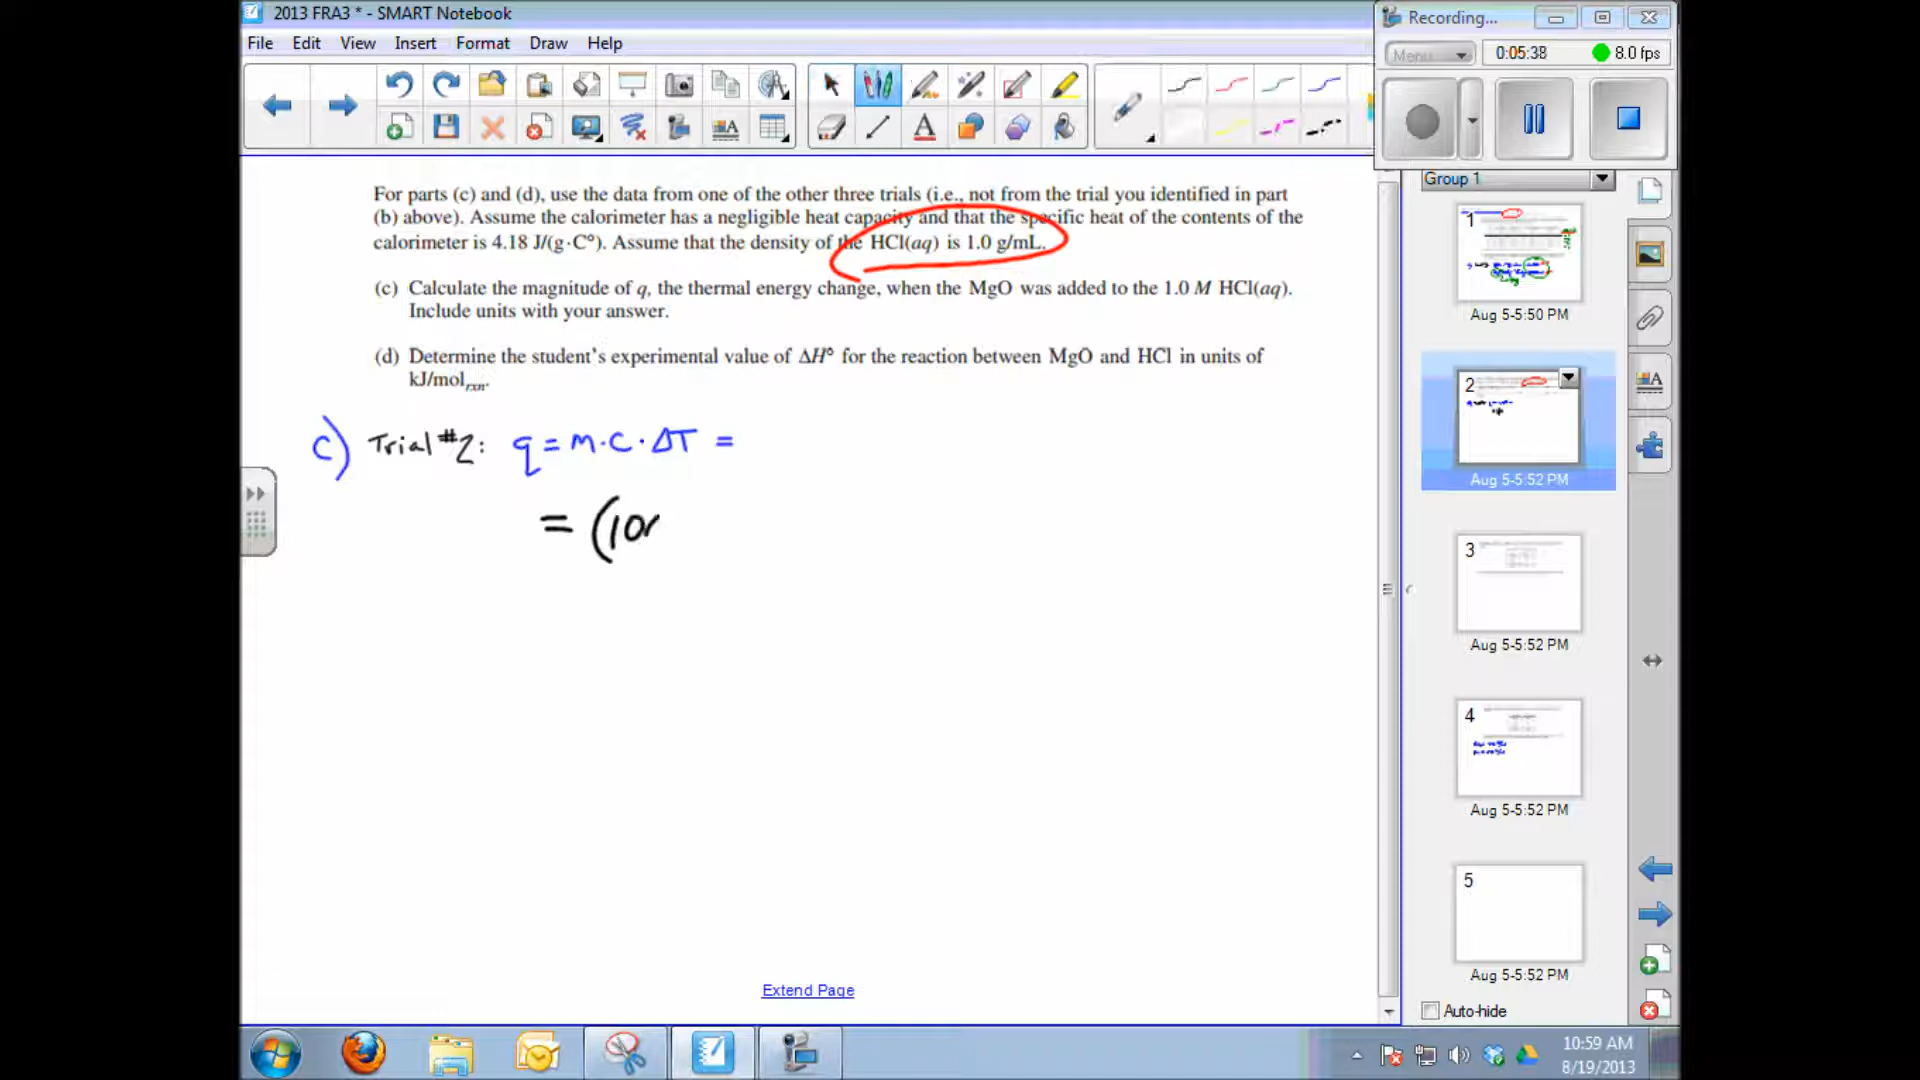 2013 FRA3 * - SMART Notebook
Recording...
File Edit View Insert Format Draw Help
Menu
0:05:38
8.0 fps
Group 1
For parts (c) and (d), use the data from one of the other three trials (i.e., not from the trial you identified in part
(b) above). Assume the calorimeter has a negligible heat capacity and that the specific heat of the contents of the
calorimeter is 4.18 J/(g·C°). Assume that the density of the HCl(aq) is 1.0 g/mL.
(c) Calculate the magnitude of q, the thermal energy change, when the MgO was added to the 1.0 M HCl(aq).
Include units with your answer.
(d) Determine the student's experimental value of ΔH° for the reaction between MgO and HCl in units of
kJ/molrxn.
c) Trial #2: q = m·c·ΔT =
= (100
Extend Page
1
Aug 5-5:50 PM
2
Aug 5-5:52 PM
3
Aug 5-5:52 PM
4
Aug 5-5:52 PM
5
Aug 5-5:52 PM
Auto-hide
10:59 AM
8/19/2013